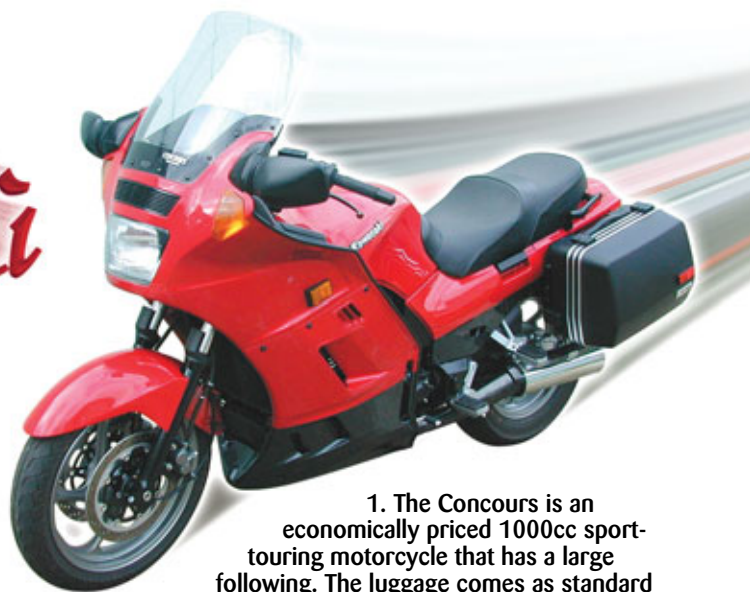 1. The Concours is an
economically priced 1000cc sport-
touring motorcycle that has a large
following. The luggage comes as standard